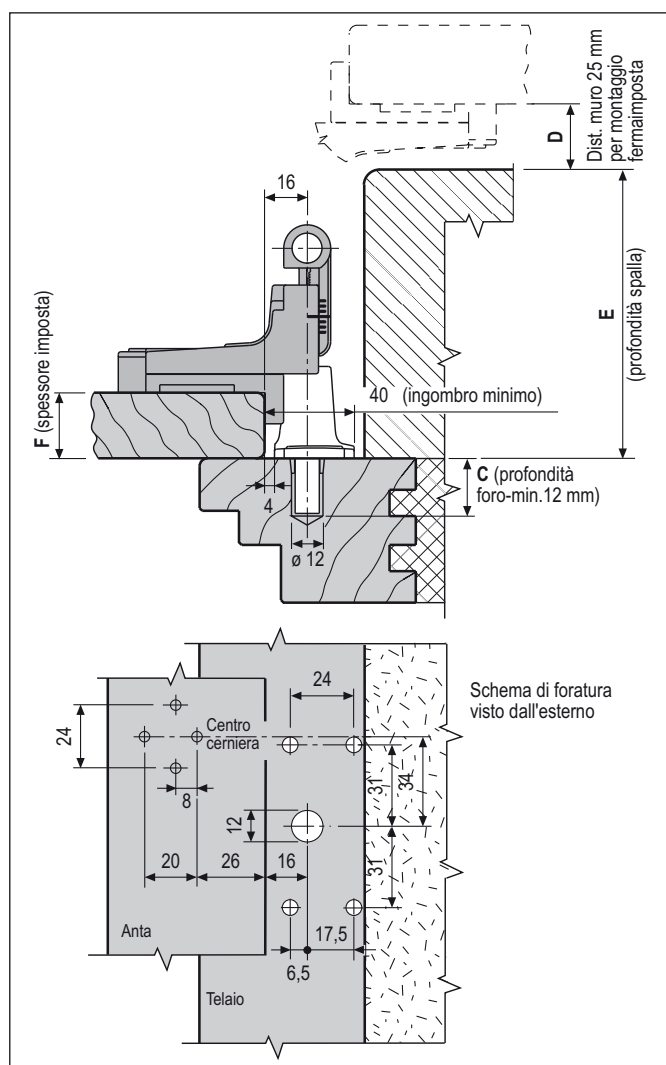 Dist. muro 25 mm
per montaggio
fermaimposta
D
16
E
(profondità spalla)
F (spessore imposta)
40 (ingombro minimo)
C (profondità
foro-min.12 mm)
4
ø 12
24
Schema di foratura
visto dall'esterno
Centro
cerniera
24
8
31
34
12
20
26
16
31
Anta
17,5
6,5
Telaio